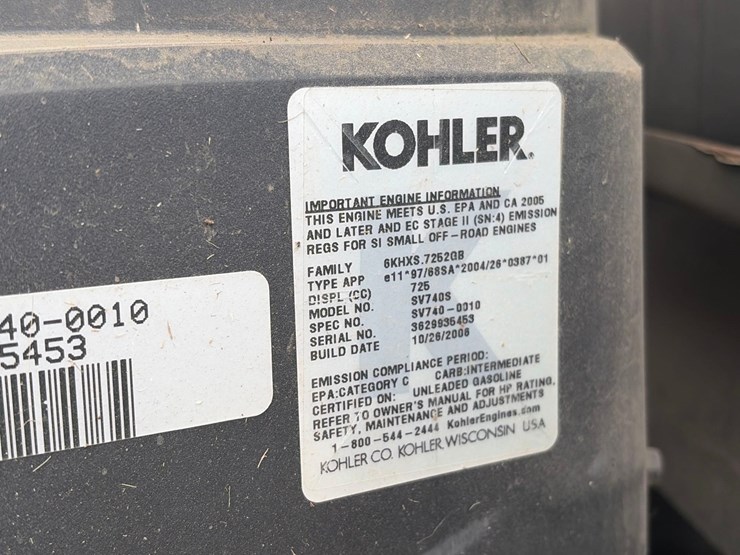 KOHLER.
IMPORTANT ENGINE INFORMATION
THIS ENGINE MEETS U.S. EPA AND CA 2005
AND LATER AND EC STAGE II (SN:4) EMISSION
REGS FOR SI SMALL OFF-ROAD ENGINES
FAMILY 6KHXS.7252GB
TYPE APP e11*97/68SA*2004/26*0387*01
DISPL (CC) 725
MODEL NO. SV740S
SPEC NO. SV740-0010
SERIAL NO. 3629935453
BUILD DATE 10/26/2006
EMISSION COMPLIANCE PERIOD:
EPA:CATEGORY C CARB:INTERMEDIATE
CERTIFIED ON: UNLEADED GASOLINE
REFER TO OWNER'S MANUAL FOR HP RATING,
SAFETY, MAINTENANCE AND ADJUSTMENTS
1-800-544-2444 KohlerEngines.com
KOHLER CO. KOHLER, WISCONSIN USA
40-0010
5453